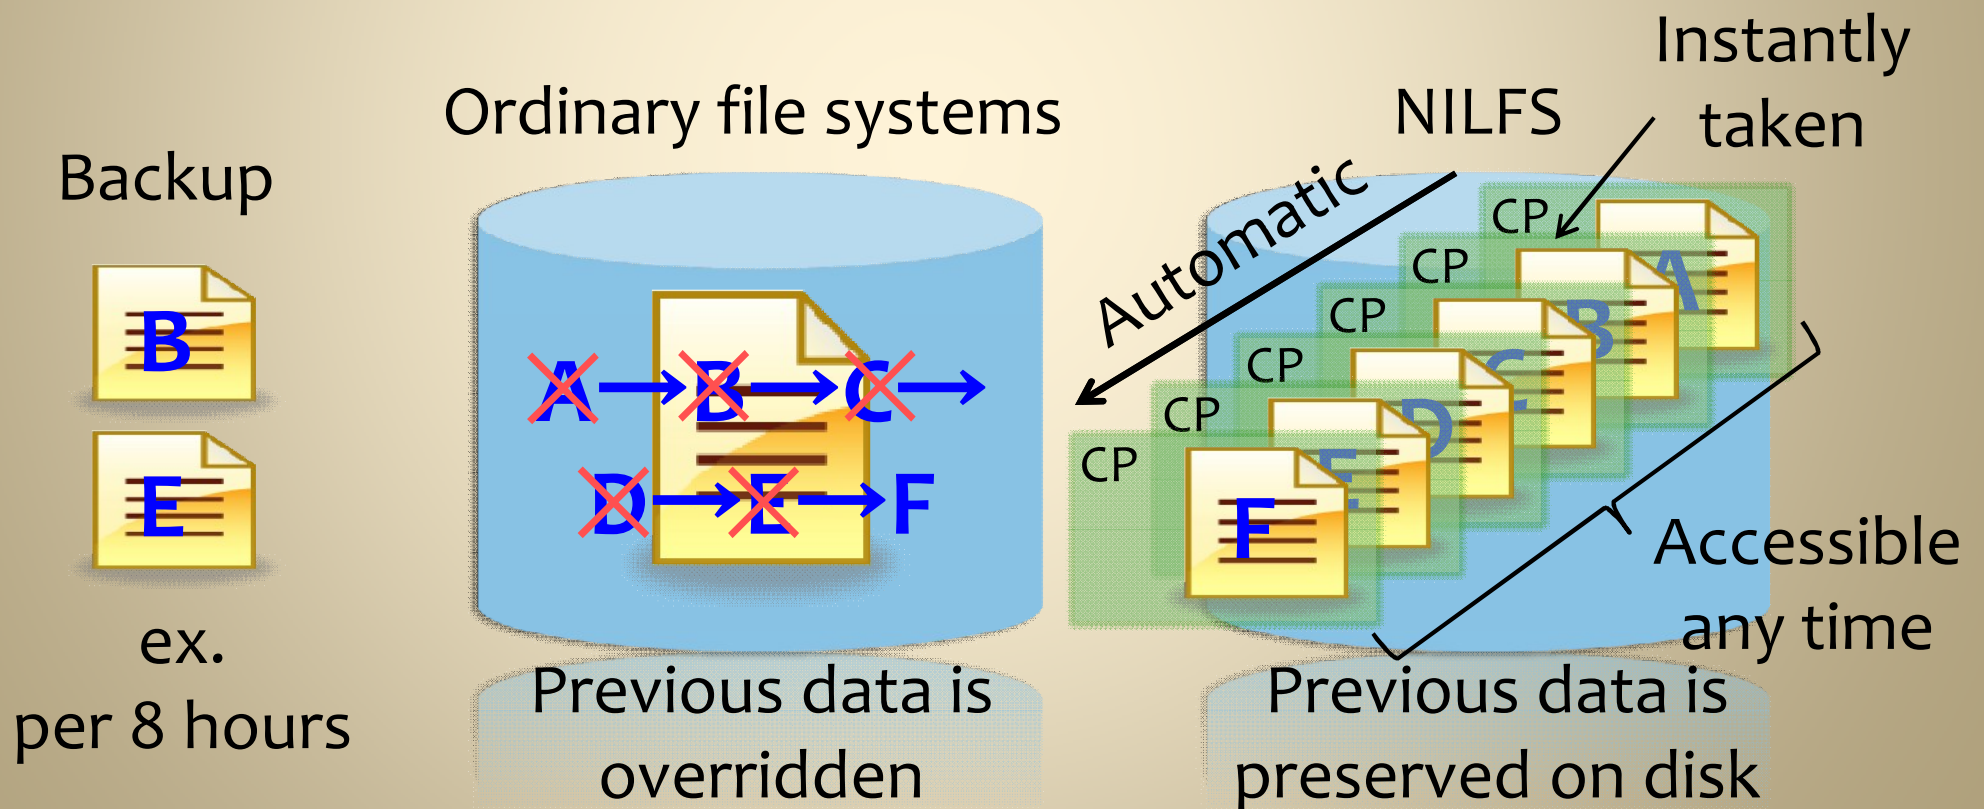 Backup
B
E
ex.
per 8 hours
Ordinary file systems
A B C
D E F
Previous data is
overridden
NILFS
Instantly
taken
Automatic
CP
A
CP
B
CP
C
CP
D
CP
E
CP
F
Accessible
any time
Previous data is
preserved on disk